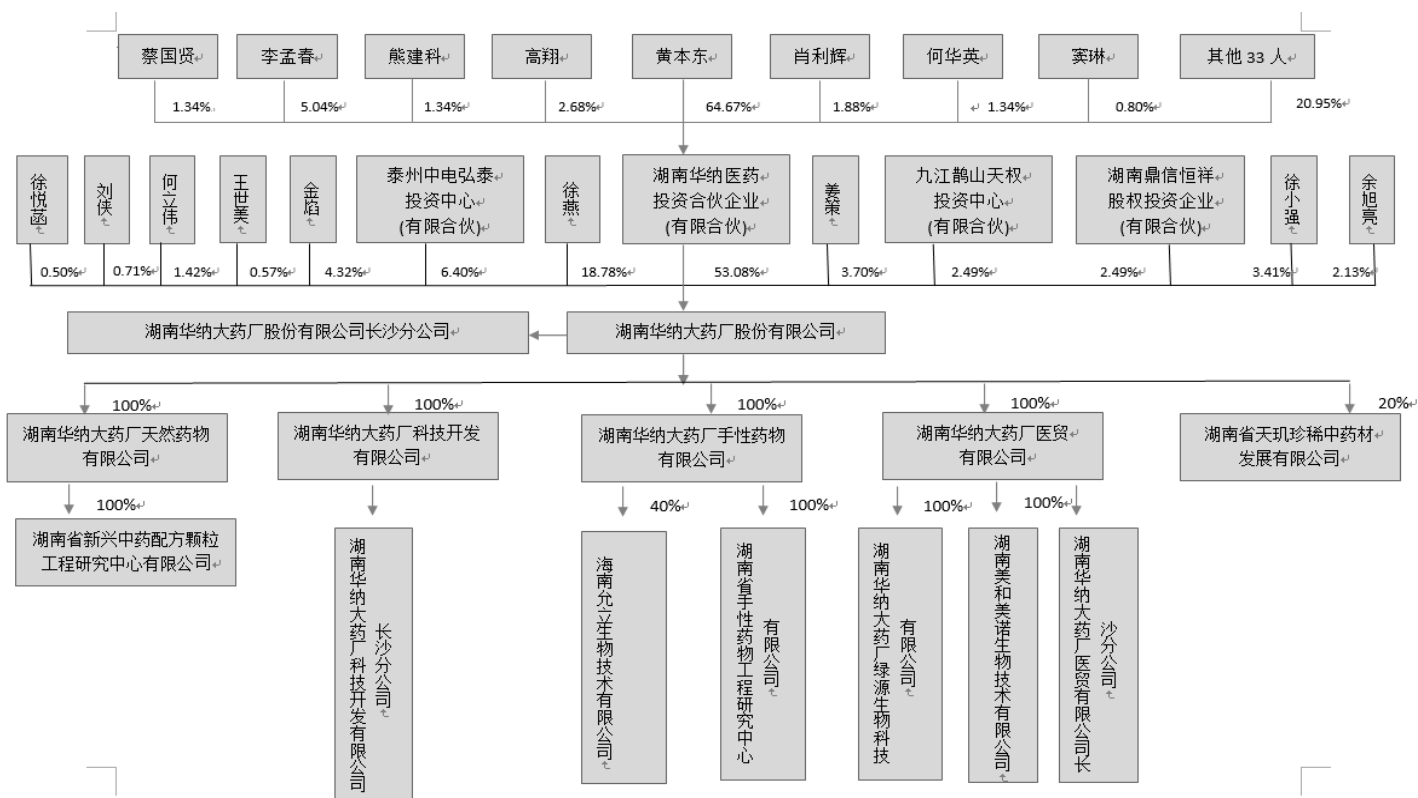 蔡国贤
李孟春
熊建科
高翔
黄本东
肖利辉
何华英
窦琳
其他 33 人
1.34%
5.04%
1.34%
2.68%
64.67%
1.88%
1.34%
0.80%
20.95%
徐悦菡
刘侠
何立伟
王世美
金焰
泰州中电弘泰
投资中心
(有限合伙)
徐燕
湖南华纳医药
投资合伙企业
(有限合伙)
姜策
九江鹊山天权
投资中心
(有限合伙)
湖南鼎信恒祥
股权投资企业
(有限合伙)
徐小强
余旭亮
0.50%
0.71%
1.42%
0.57%
4.32%
6.40%
18.78%
53.08%
3.70%
2.49%
2.49%
3.41%
2.13%
湖南华纳大药厂股份有限公司长沙分公司
湖南华纳大药厂股份有限公司
100%
100%
100%
100%
20%
湖南华纳大药厂天然药物
有限公司
湖南华纳大药厂科技开发
有限公司
湖南华纳大药厂手性药物
有限公司
湖南华纳大药厂医贸
有限公司
湖南省天玑珍稀中药材
发展有限公司
100%
40%
100%
100%
100%
湖南省新兴中药配方颗粒
工程研究中心有限公司
湖南华纳大药厂科技开发有限公司
长沙分公司
海南允立生物技术有限公司
湖南省手性药物工程研究中心
有限公司
湖南华纳大药厂绿源生物科技
有限公司
湖南美和美诺生物技术有限公司
湖南华纳大药厂医贸有限公司长
沙分公司